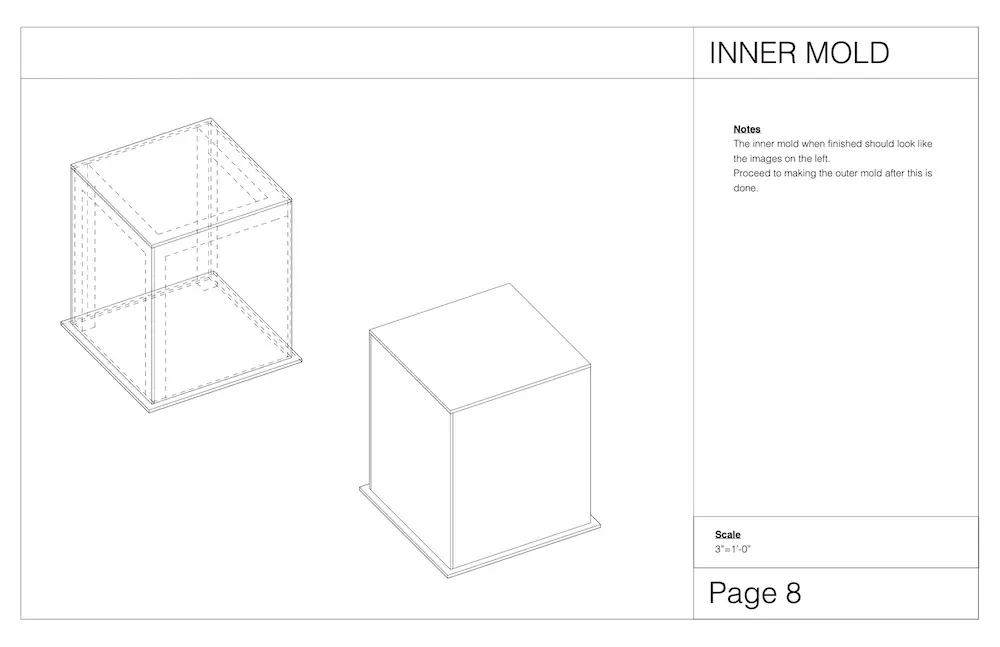 INNER MOLD
Notes
The inner mold when finished should look like
the images on the left.
Proceed to making the outer mold after this is
done.
Scale
3"=1'-0"
Page 8